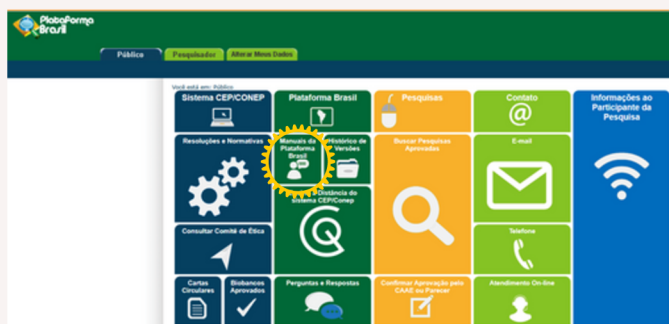 Plataforma
Brasil
Público
Pesquisador
Alterar Meus Dados
Você está em: Público
Sistema CEP/CONEP
Plataforma Brasil
Pesquisas
Contato
Informações ao
Participante da
Pesquisa
Resoluções e Normativas
Manuais da
Plataforma
Brasil
Histórico de
Versões
Buscar Pesquisas
Aprovadas
E-mail
Distância do
sistema CEP/Conep
Consultar Comitê de Ética
Telefone
Cartas
Circulares
Biobancos
Aprovados
Perguntas e Respostas
Confirmar Aprovação pelo
CAAE ou Parecer
Atendimento On-line